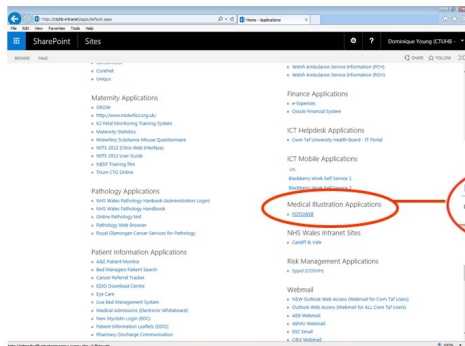 http://ctuhb-intranet/apps/default.aspx
Home - Applications
File Edit View Favorites Tools Help
SharePoint Sites
? Dominique Young (CTUHB -
BROWSE PAGE
SHARE FOLLOW
CoreNet
Uniqus
Maternity Applications
GROW
http://www.midwife2.org.uk/
K2 Fetal Monitoring Training System
Maternity Statistics
Midwifery Substance Misuse Questionnaire
MITS 2012 (Citrix Web Interface)
MITS 2012 User Guide
NBSP Training film
Trium CTG Online
Pathology Applications
NHS Wales Pathology Hanbook (Administrators Login)
NHS Wales Pathology Handbook
Online Pathology test
Pathology Web Browser
Royal Glamorgan Cancer Services for Pathology
Patient Information Applications
A&E Patient Monitor
Bed Managers Patient Search
Cancer Referral Tracker
EIDO Download Centre
Eye Care
Live Bed Management System
Medical Admissions (Electronic Whiteboard)
New Myrddin Login (EDC)
Patient Information Leaflets (EIDO)
Pharmacy Discharge Communication
Welsh Ambulance Service Information (PCH)
Welsh Ambulance Service Information (RGH)
Finance Applications
e-Expenses
Oracle Financial System
ICT Helpdesk Applications
Cwm Taf University Health Board - IT Portal
ICT Mobile Applications
URL
Blackberry Work Self Service 1
Blackberry Work Self Service 2
Medical Illustration Applications
FOTOWEB
NHS Wales Intranet Sites
Cardiff & Vale
Risk Management Applications
Sypol (COSHH)
Webmail
NEW Outlook Web Access (Webmail for Cwm Taf Users)
Outlook Web Access (Webmail for ALL Cwm Taf Users)
ABB Webmail
ABMU Webmail
BSC Email
C&V Webmail